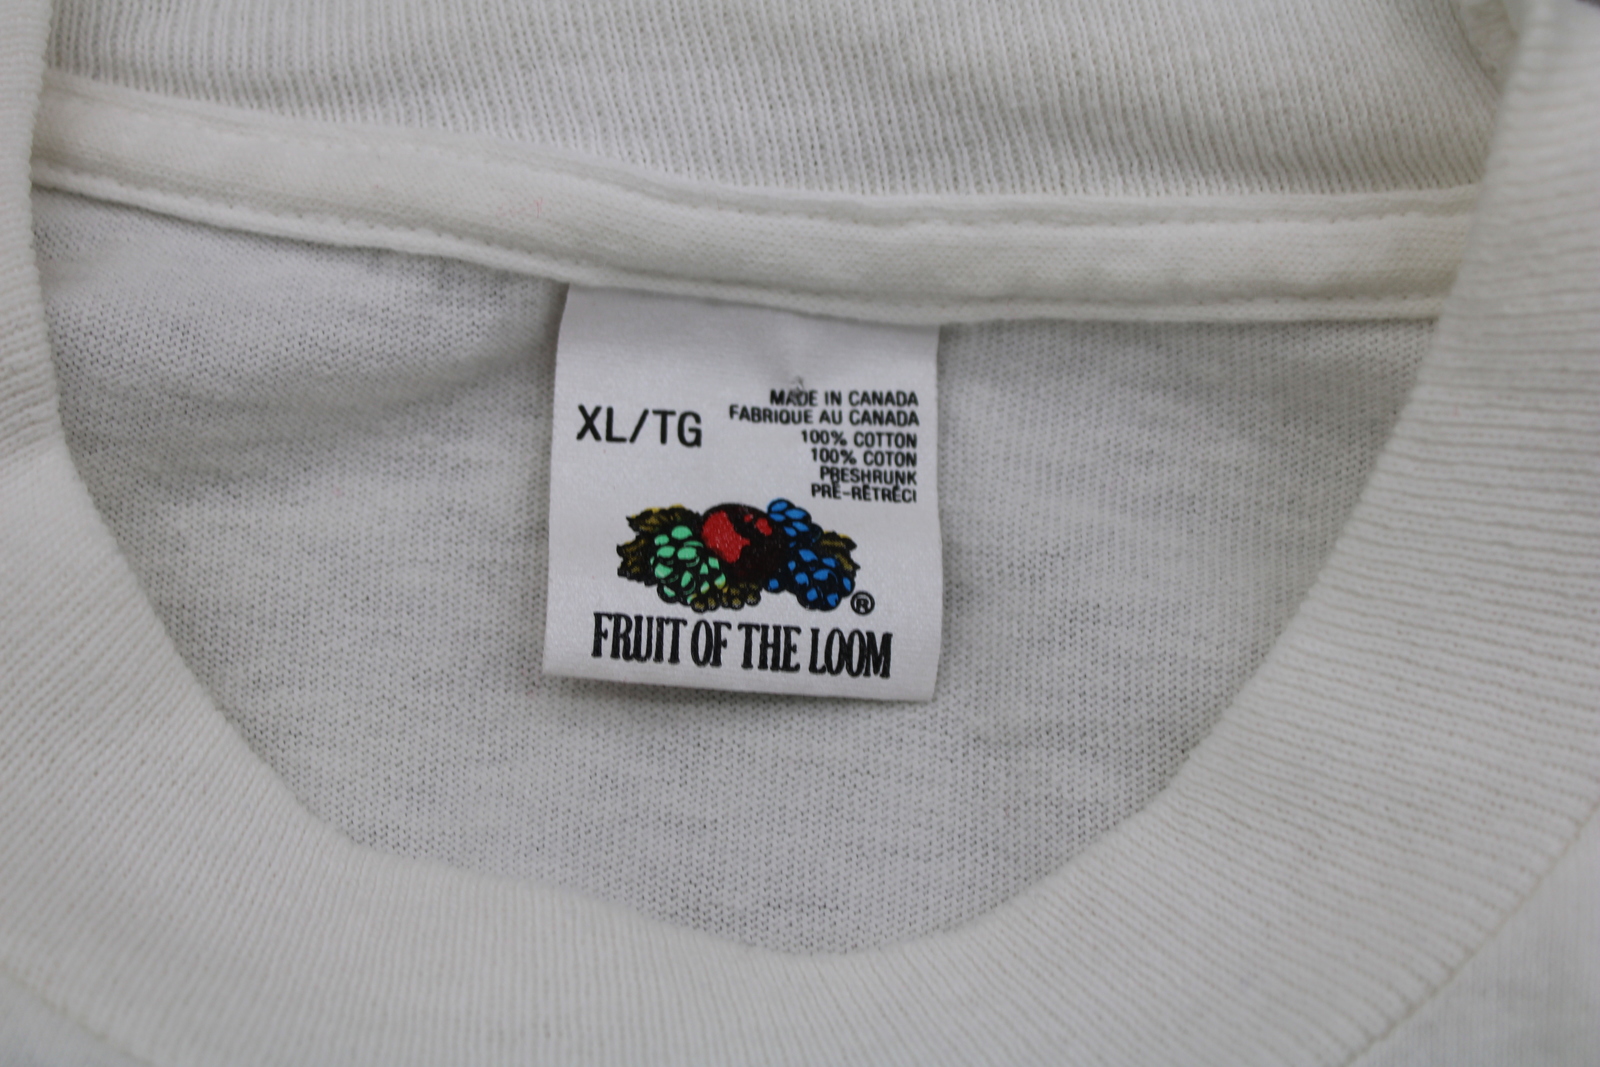 XL/TG
MADE IN CANADA
FABRIQUE AU CANADA
100% COTTON
100% COTON
PRESHRUNK
PRÉ-RÉTRÉCI
®
FRUIT OF THE LOOM